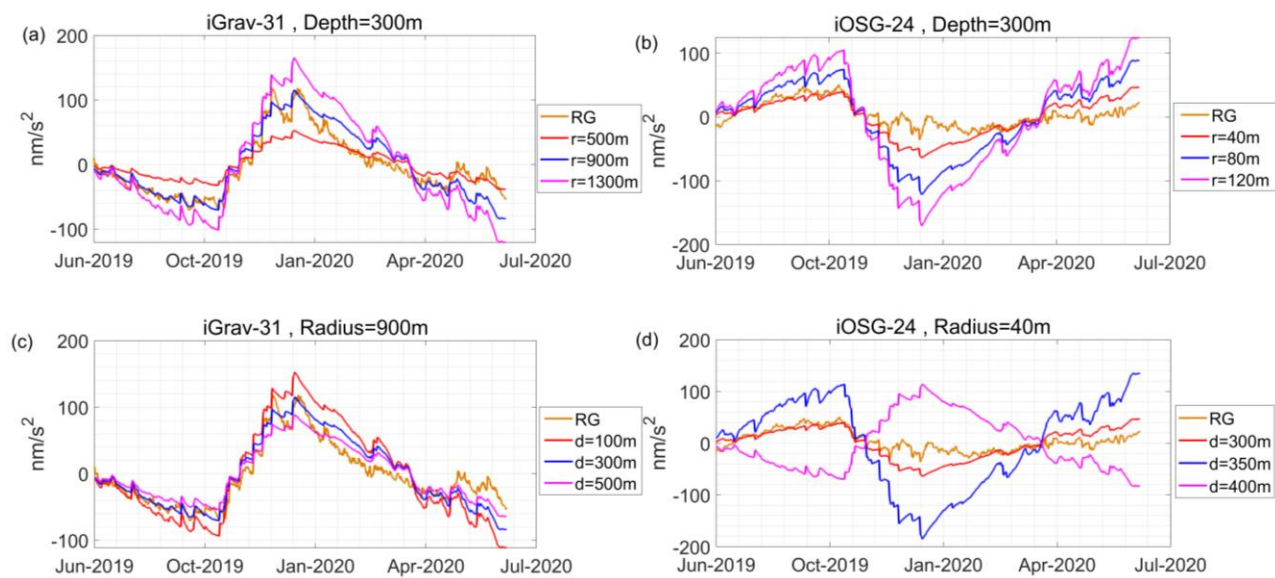 (a)
iGrav-31 , Depth=300m
200
100
0
-100
nm/s²
Jun-2019 Oct-2019 Jan-2020 Apr-2020 Jul-2020
RG
r=500m
r=900m
r=1300m
(b)
iOSG-24 , Depth=300m
100
0
-100
-200
nm/s²
Jun-2019 Oct-2019 Jan-2020 Apr-2020 Jul-2020
RG
r=40m
r=80m
r=120m
(c)
iGrav-31 , Radius=900m
200
100
0
-100
nm/s²
Jun-2019 Oct-2019 Jan-2020 Apr-2020 Jul-2020
RG
d=100m
d=300m
d=500m
(d)
iOSG-24 , Radius=40m
200
100
0
-100
-200
nm/s²
Jun-2019 Oct-2019 Jan-2020 Apr-2020 Jul-2020
RG
d=300m
d=350m
d=400m